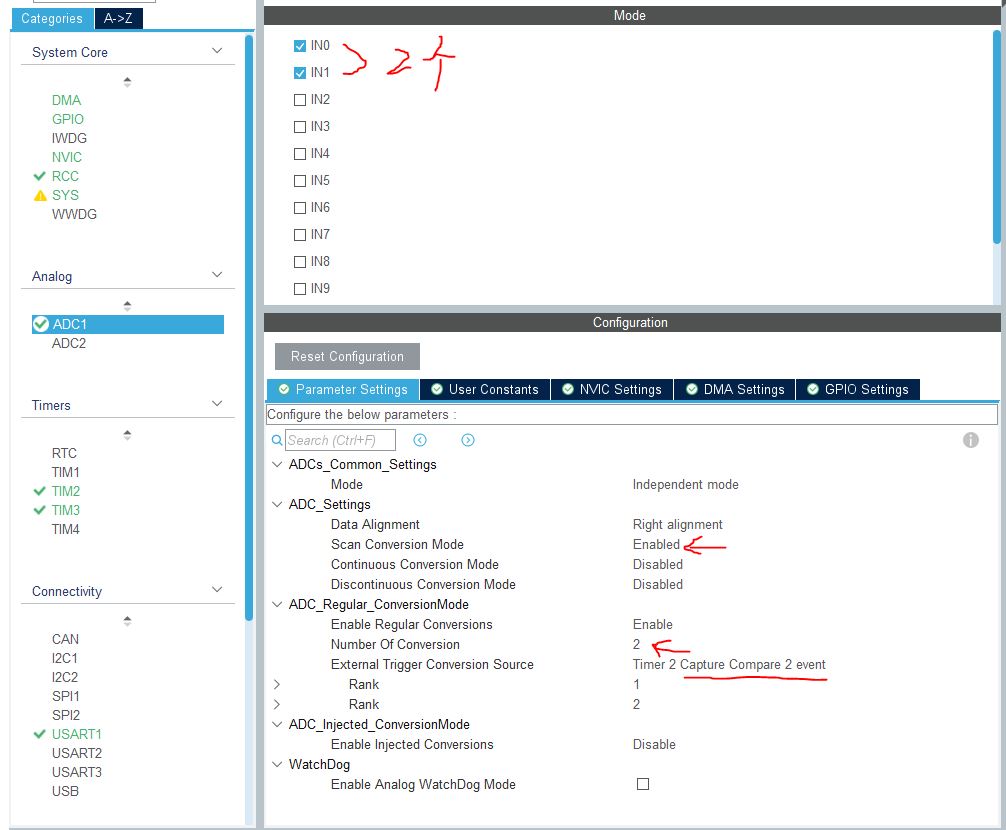 Categories A->Z
System Core
DMA
GPIO
IWDG
NVIC
RCC
SYS
WWDG
Analog
ADC1
ADC2
Timers
RTC
TIM1
TIM2
TIM3
TIM4
Connectivity
CAN
I2C1
I2C2
SPI1
SPI2
USART1
USART2
USART3
USB
Mode
IN0
IN1
2个
IN2
IN3
IN4
IN5
IN6
IN7
IN8
IN9
Configuration
Reset Configuration
Parameter Settings User Constants NVIC Settings DMA Settings GPIO Settings
Configure the below parameters :
Search (Ctrl+F)
ADCs_Common_Settings
Mode Independent mode
ADC_Settings
Data Alignment Right alignment
Scan Conversion Mode Enabled
Continuous Conversion Mode Disabled
Discontinuous Conversion Mode Disabled
ADC_Regular_ConversionMode
Enable Regular Conversions Enable
Number Of Conversion 2
External Trigger Conversion Source Timer 2 Capture Compare 2 event
Rank 1
Rank 2
ADC_Injected_ConversionMode
Enable Injected Conversions Disable
WatchDog
Enable Analog WatchDog Mode